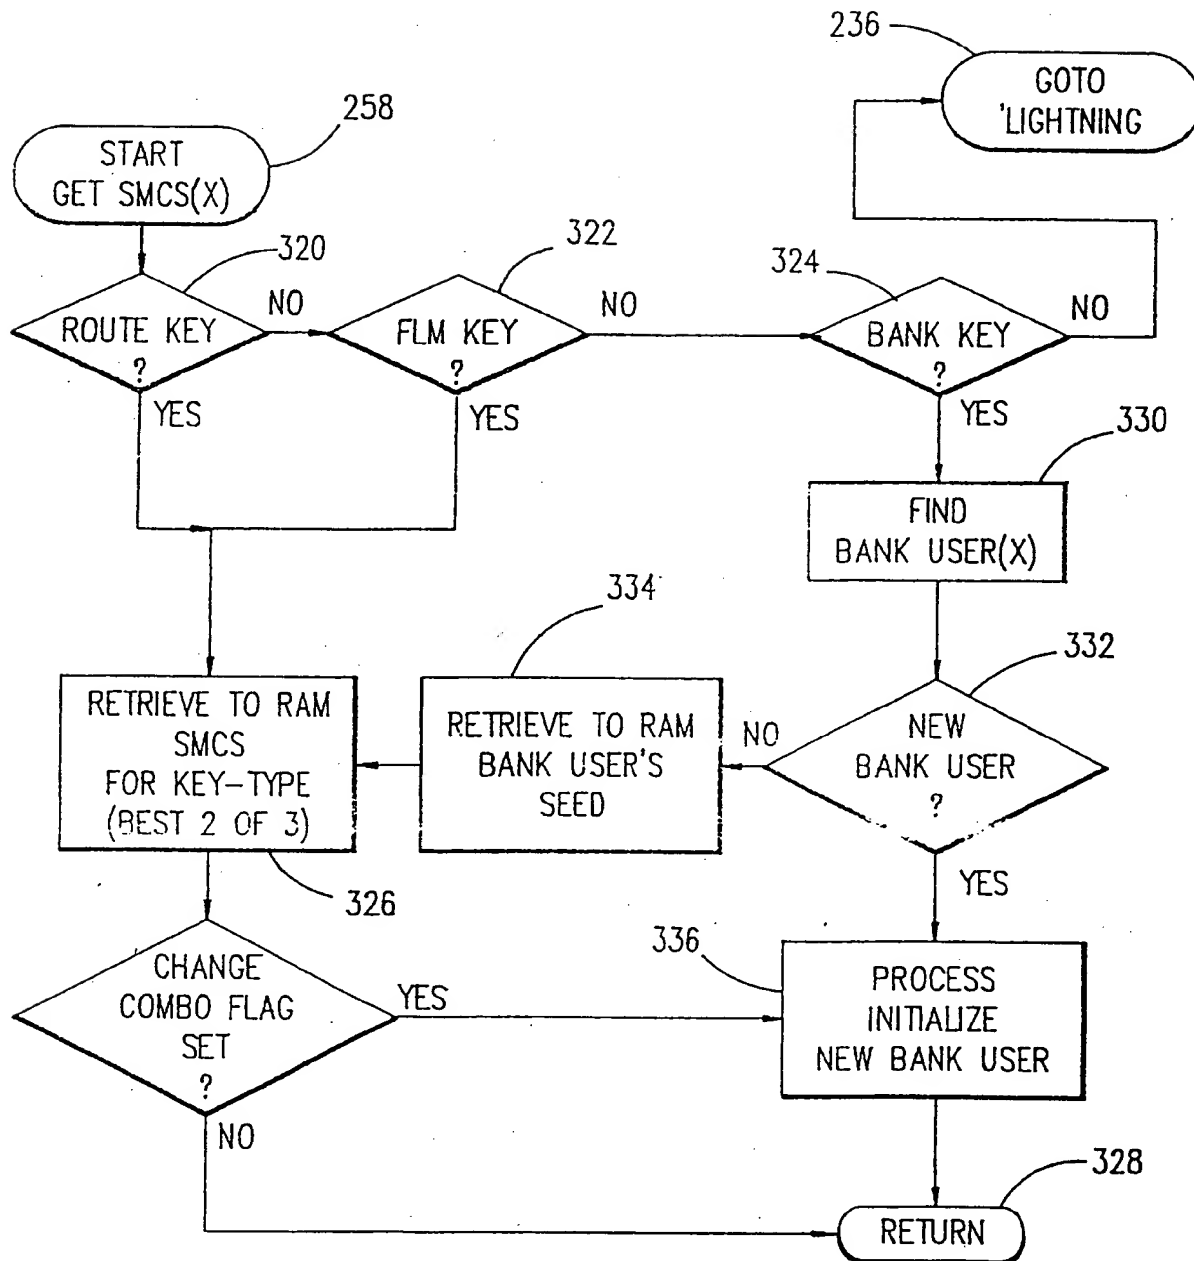 236
GOTO
'LIGHTNING
258
START
GET SMCS(X)
320
322
324
ROUTE KEY
?
NO
FLM KEY
?
NO
BANK KEY
?
NO
YES
YES
YES
330
FIND
BANK USER(X)
334
332
RETRIEVE TO RAM
SMCS
FOR KEY-TYPE
(BEST 2 OF 3)
RETRIEVE TO RAM
BANK USER'S
SEED
NO
NEW
BANK USER
?
326
YES
336
CHANGE
COMBO FLAG
SET
?
YES
PROCESS
INITIALIZE
NEW BANK USER
NO
328
RETURN